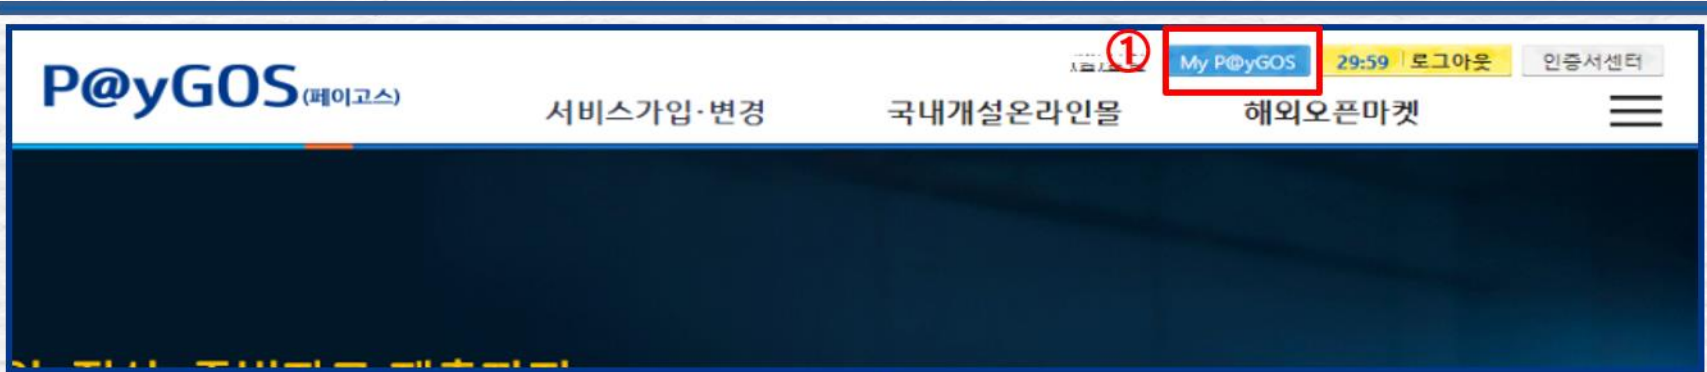 ① My P@yGOS 29:59 로그아웃 인증서센터
P@yGOS(페이고스) 서비스가입·변경 국내개설온라인몰 해외오픈마켓